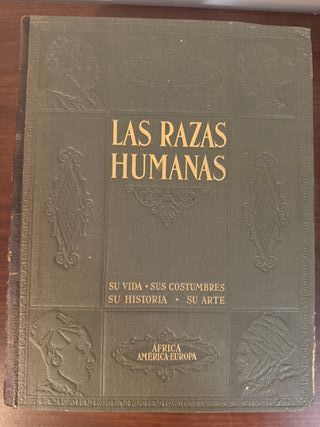 LAS RAZAS
HUMANAS
SU VIDA • SUS COSTUMBRES
SU HISTORIA • SU ARTE
ÁFRICA
AMÉRICA-EUROPA